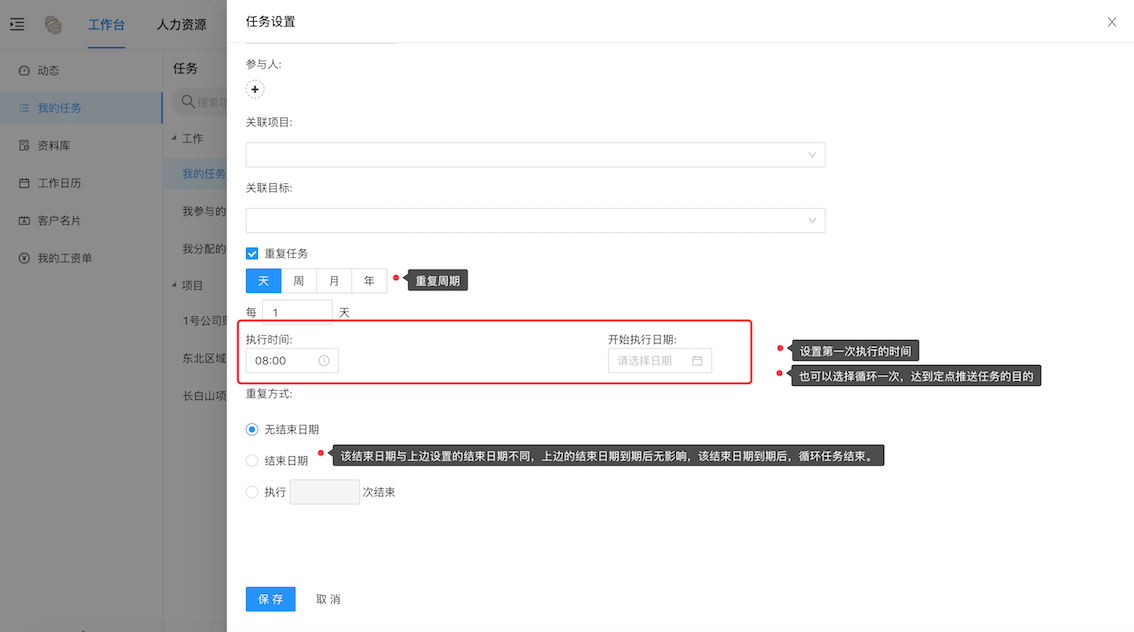 工作台
人力资源
动态
我的任务
资料库
工作日历
客户名片
我的工资单
任务
搜索项
工作
我的任务
我参与的
我分配的
项目
1号公司
东北区域
长白山项
任务设置
参与人:
关联项目:
关联目标:
重复任务
天 周 月 年
重复周期
每 1 天
执行时间:
开始执行日期:
08:00
请选择日期
设置第一次执行的时间
也可以选择循环一次，达到定点推送任务的目的
重复方式:
无结束日期
结束日期
该结束日期与上边设置的结束日期不同，上边的结束日期到期后无影响，该结束日期到期后，循环任务结束。
执行 次结束
保 存
取 消